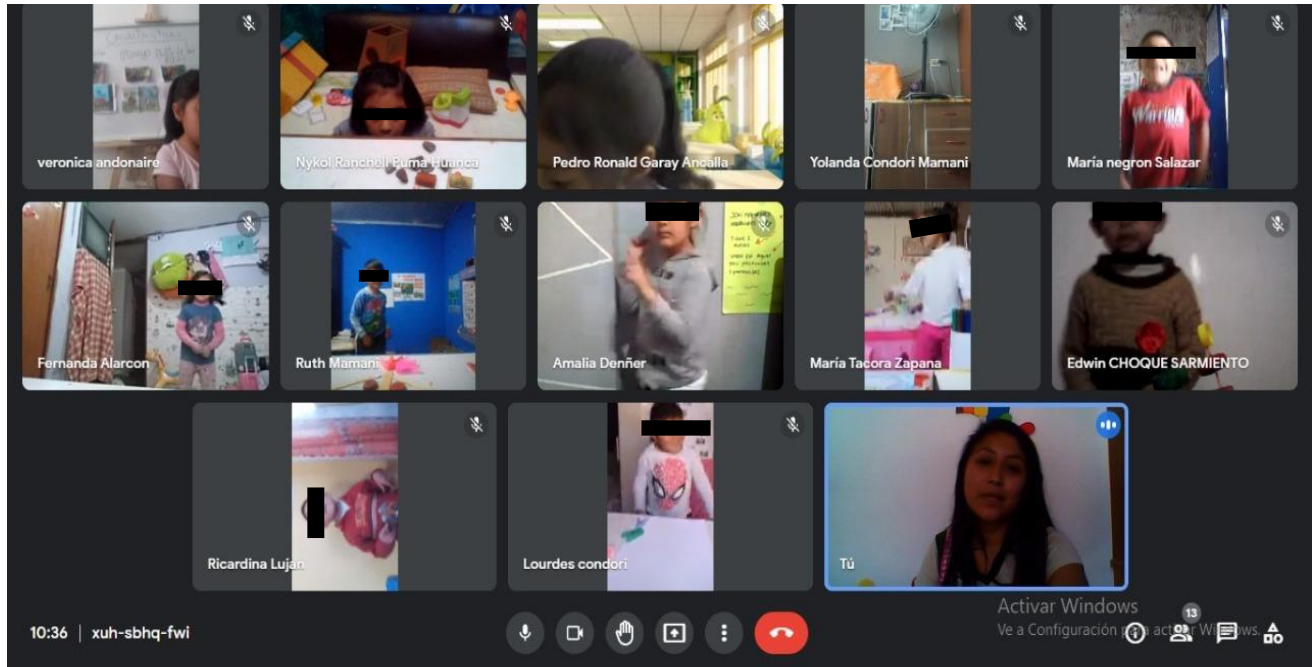 veronica andonaire
Nykol Ranchell Puma Huanca
Pedro Ronald Garay Ancalla
Yolanda Condori Mamani
María negron Salazar
Fernanda Alarcon
Ruth Mamani
Amalia Denñer
María Tacora Zapana
Edwin CHOQUE SARMIENTO
Ricardina Lujan
Lourdes condori
Tú
Activar Windows
Ve a Configuración para activar Windows.
13
10:36 | xuh-sbhq-fwi